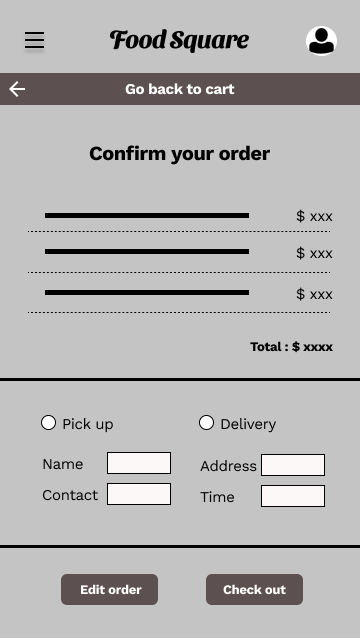 Food Square
Go back to cart
Confirm your order
$ xxx
$ xxx
$ xxx
Total : $ xxxx
Pick up
Delivery
Name
Address
Contact
Time
Edit order
Check out